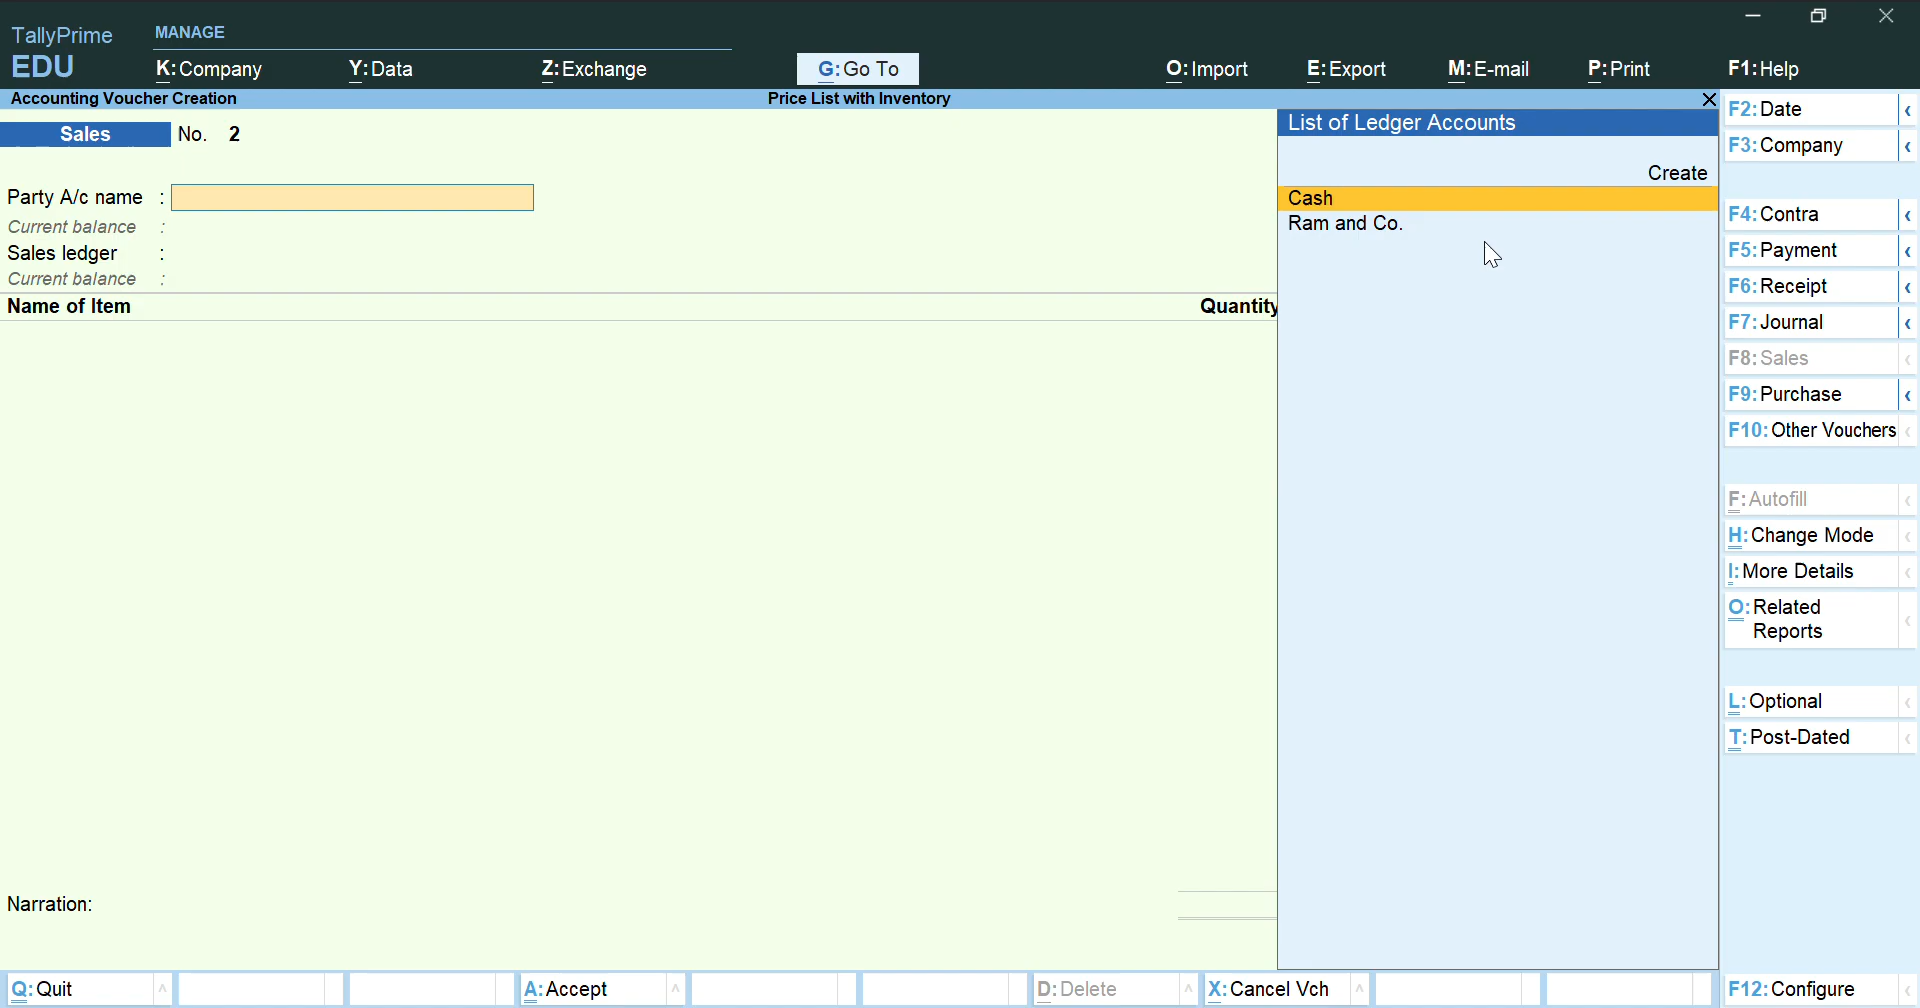 TallyPrime
EDU
MANAGE
K: Company
Y: Data
Z: Exchange
G: Go To
O: Import
E: Export
M: E-mail
P: Print
F1: Help
Accounting Voucher Creation
Price List with Inventory
Sales No. 2
Party A/c name :
Current balance :
Sales ledger :
Current balance :
Name of Item
Quantity
Narration:
List of Ledger Accounts
Create
Cash
Ram and Co.
F2: Date
F3: Company
F4: Contra
F5: Payment
F6: Receipt
F7: Journal
F8: Sales
F9: Purchase
F10: Other Vouchers
F: Autofill
H: Change Mode
I: More Details
O: Related
Reports
L: Optional
T: Post-Dated
Q: Quit
A: Accept
D: Delete
X: Cancel Vch
F12: Configure